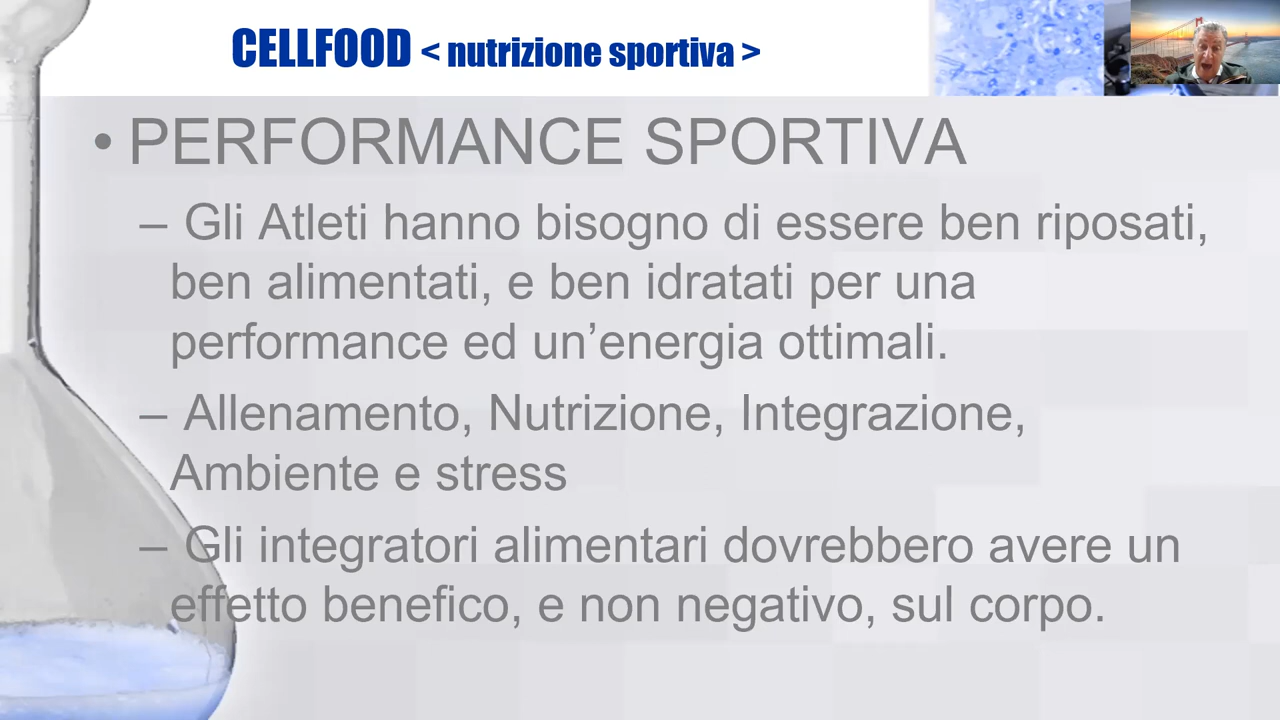 CELLFOOD < nutrizione sportiva >
• PERFORMANCE SPORTIVA
– Gli Atleti hanno bisogno di essere ben riposati,
ben alimentati, e ben idratati per una
performance ed un’energia ottimali.
– Allenamento, Nutrizione, Integrazione,
Ambiente e stress
– Gli integratori alimentari dovrebbero avere un
effetto benefico, e non negativo, sul corpo.